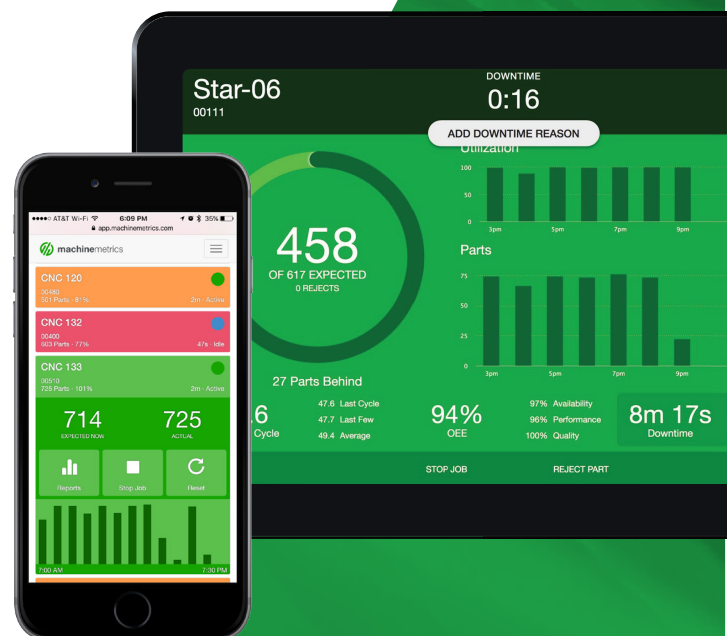 Star-06
00111
DOWNTIME
0:16
ADD DOWNTIME REASON
Utilization
100
50
0
3pm 5pm 7pm 9pm
458
OF 617 EXPECTED
0 REJECTS
27 Parts Behind
Parts
75
50
25
0
3pm 5pm 7pm 9pm
.6
Cycle
47.6 Last Cycle
47.7 Last Few
49.4 Average
94%
OEE
97% Availability
96% Performance
100% Quality
8m 17s
Downtime
STOP JOB
REJECT PART
AT&T Wi-Fi 6:09 PM 35%
app.machinemetrics.com
machinemetrics
CNC 120
00480
501 Parts - 81% 2m - Active
CNC 132
00400
603 Parts - 77% 47s - Idle
CNC 133
00510
725 Parts - 101% 2m - Active
714
EXPECTED NOW
725
ACTUAL
Reports
Stop Job
Reset
7:00 AM 7:30 PM